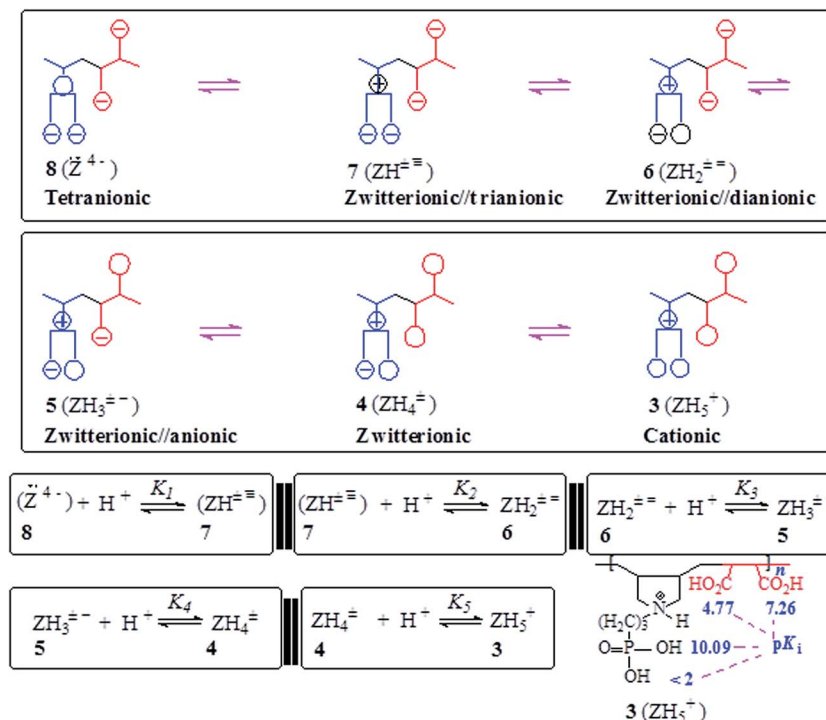 8 (Z̈⁴⁻) ⇌ 7 (ZH^±≡) ⇌ 6 (ZH₂^±=) ⇌
Tetranionic Zwitterionic//trianionic Zwitterionic//dianionic
5 (ZH₃^±−) ⇌ 4 (ZH₄^±) ⇌ 3 (ZH₅⁺)
Zwitterionic//anionic Zwitterionic Cationic
K₁ K₂ K₃
(Z̈⁴⁻) + H⁺ ⇌ (ZH^±≡) (ZH^±≡) + H⁺ ⇌ ZH₂^±= ZH₂^±= + H⁺ ⇌ ZH₃^±
8 7 7 6 6 5
n
HO₂C CO₂H
K₄ K₅
ZH₃^±− + H⁺ ⇌ ZH₄^± ZH₄^± + H⁺ ⇌ ZH₅⁺
5 4 4 3
⊕
N H 4.77 7.26
(H₂C)₃
O=P OH 10.09 pKᵢ
OH < 2
3 (ZH₅⁺)